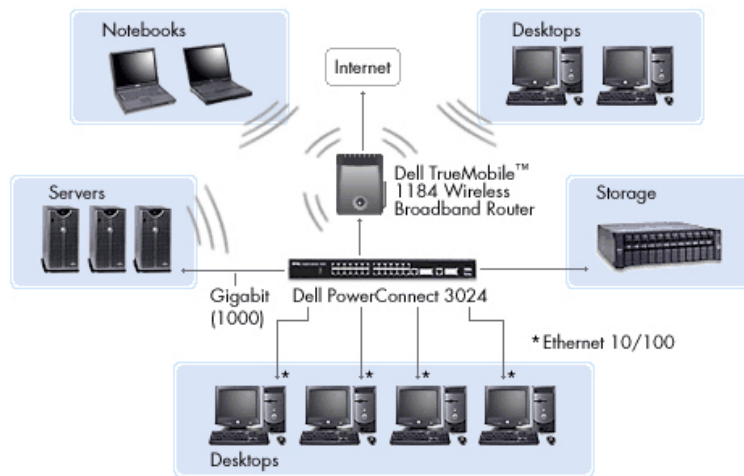 Notebooks
Desktops
Internet
Dell TrueMobile™
1184 Wireless
Broadband Router
Servers
Storage
Gigabit
(1000)
Dell PowerConnect 3024
*Ethernet 10/100
* * * *
Desktops